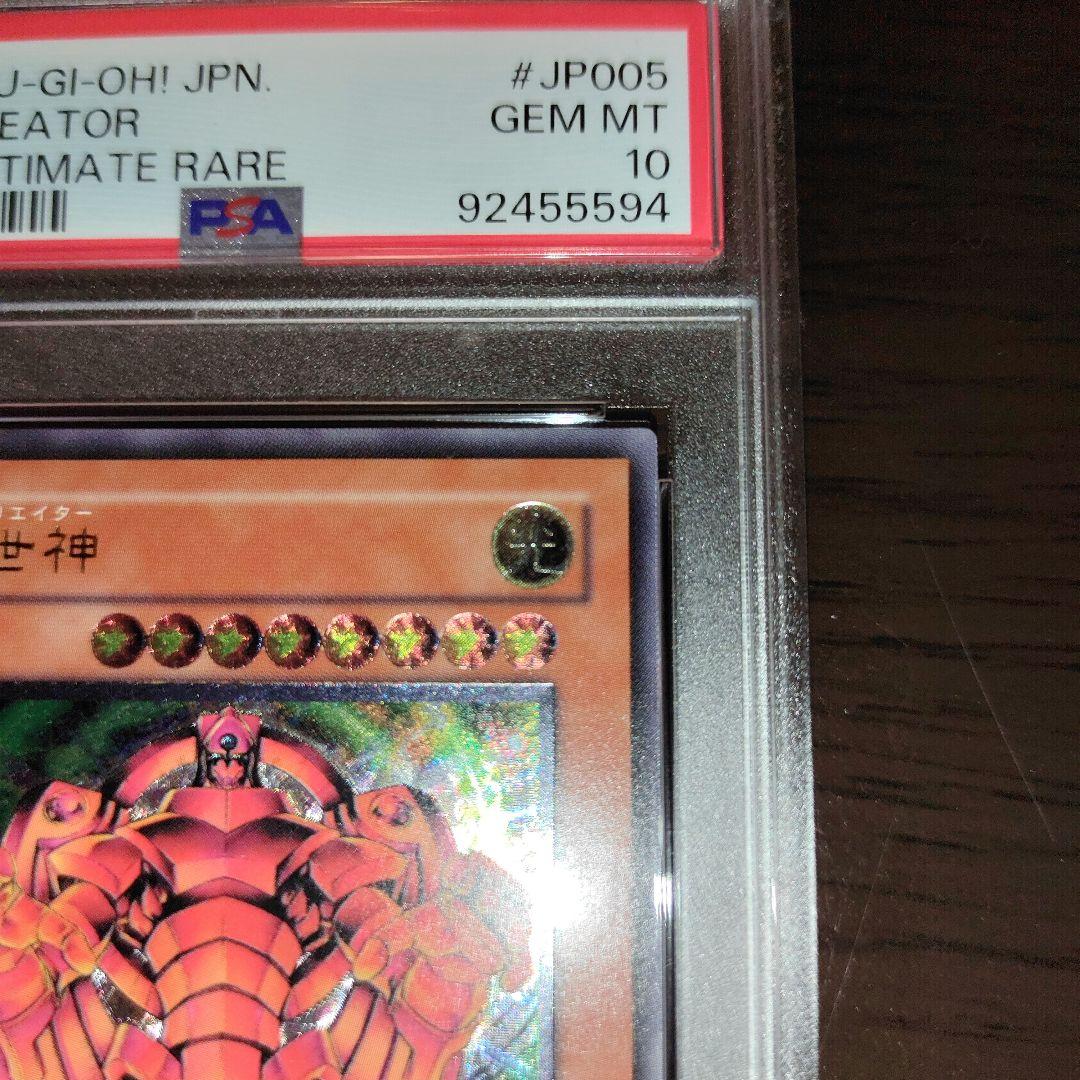 U-GI-OH! JPN. #JP005
EATOR GEM MT
TIMATE RARE 10
PSA 92455594
リエイター
世神
光